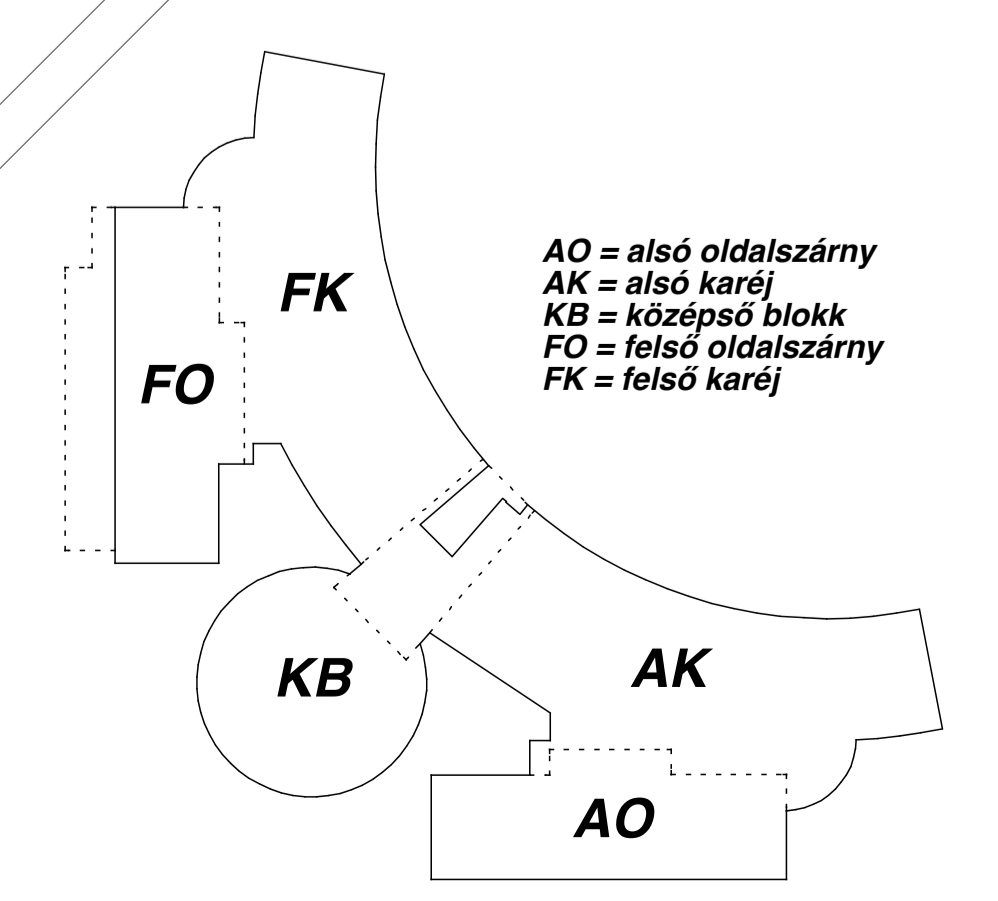 FK
AO = alsó oldalszárny
AK = alsó karéj
KB = középső blokk
FO = felső oldalszárny
FK = felső karéj
FO
KB
AK
AO